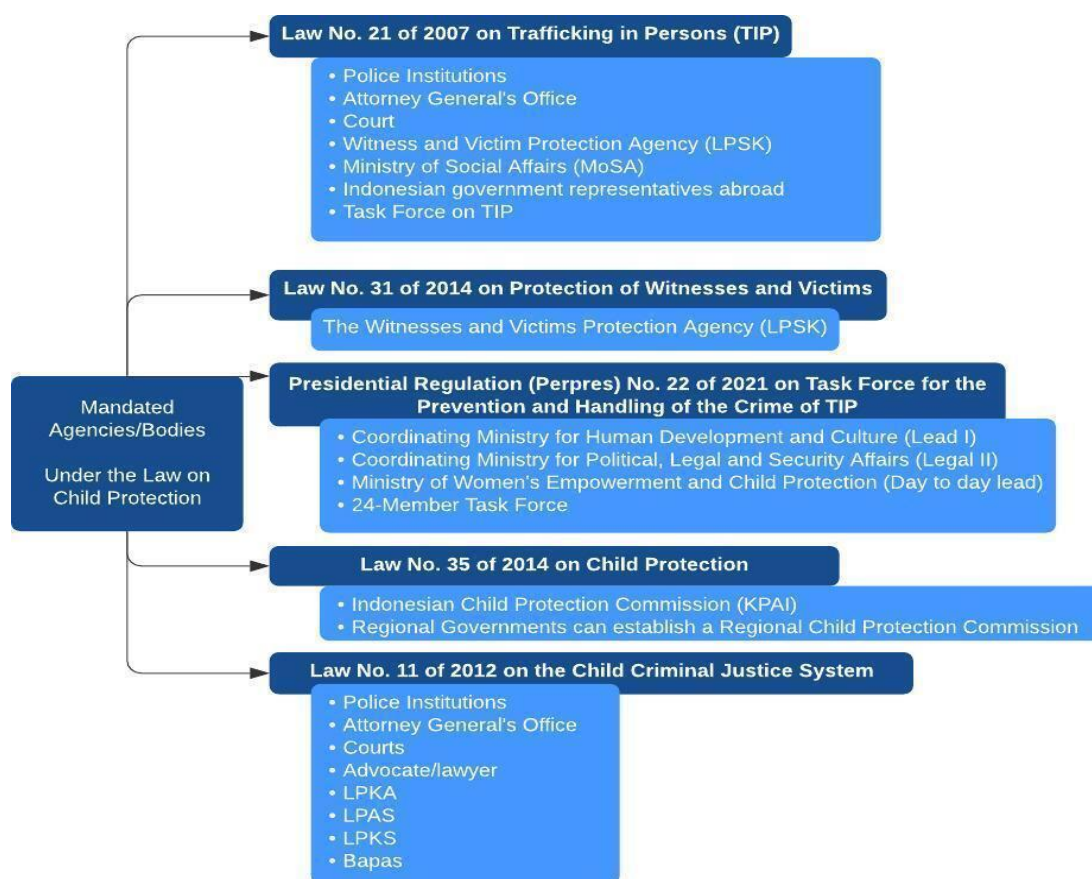 Law No. 21 of 2007 on Trafficking in Persons (TIP)
• Police Institutions
• Attorney General's Office
• Court
• Witness and Victim Protection Agency (LPSK)
• Ministry of Social Affairs (MoSA)
• Indonesian government representatives abroad
• Task Force on TIP
Law No. 31 of 2014 on Protection of Witnesses and Victims
The Witnesses and Victims Protection Agency (LPSK)
Mandated
Agencies/Bodies
Under the Law on
Child Protection
Presidential Regulation (Perpres) No. 22 of 2021 on Task Force for the
Prevention and Handling of the Crime of TIP
• Coordinating Ministry for Human Development and Culture (Lead I)
• Coordinating Ministry for Political, Legal and Security Affairs (Legal II)
• Ministry of Women's Empowerment and Child Protection (Day to day lead)
• 24-Member Task Force
Law No. 35 of 2014 on Child Protection
• Indonesian Child Protection Commission (KPAI)
• Regional Governments can establish a Regional Child Protection Commission
Law No. 11 of 2012 on the Child Criminal Justice System
• Police Institutions
• Attorney General's Office
• Courts
• Advocate/lawyer
• LPKA
• LPAS
• LPKS
• Bapas